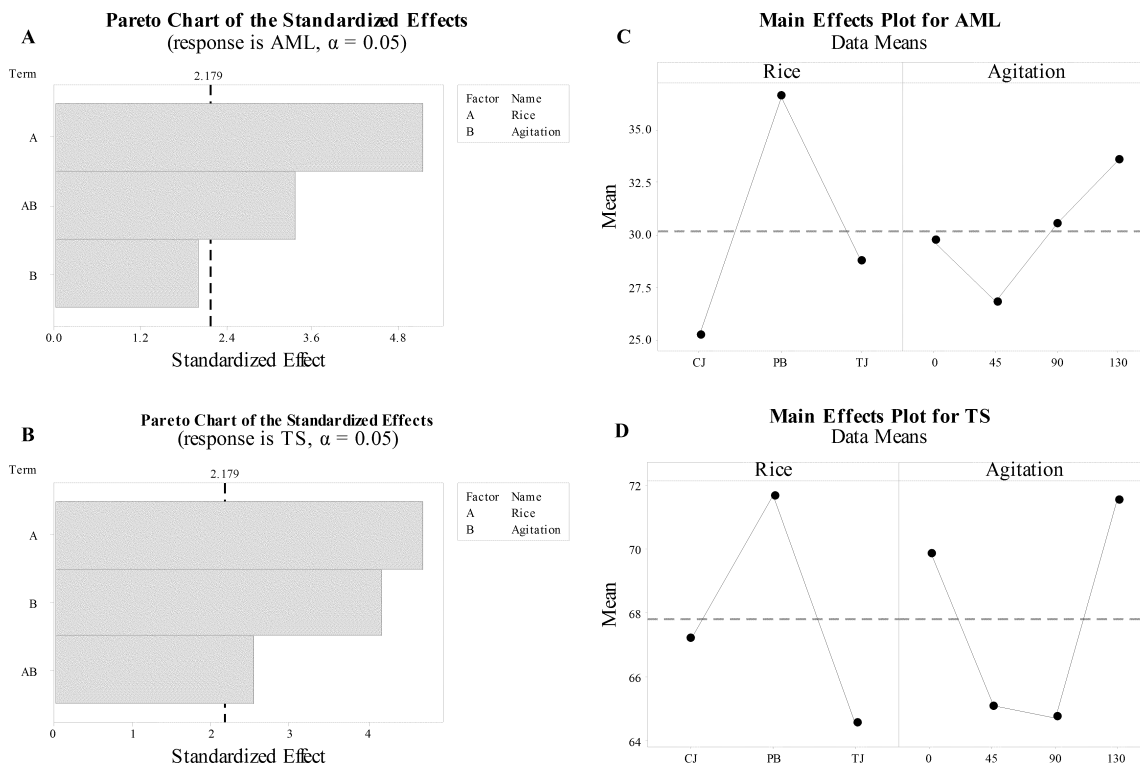 A
Pareto Chart of the Standardized Effects
(response is AML, α = 0.05)
Term
2.179
A
AB
B
0.0 1.2 2.4 3.6 4.8
Standardized Effect
Factor Name
A Rice
B Agitation
C
Main Effects Plot for AML
Data Means
Rice Agitation
Mean
35.0
32.5
30.0
27.5
25.0
CJ PB TJ 0 45 90 130
B
Pareto Chart of the Standardized Effects
(response is TS, α = 0.05)
Term
2.179
A
B
AB
0 1 2 3 4
Standardized Effect
Factor Name
A Rice
B Agitation
D
Main Effects Plot for TS
Data Means
Rice Agitation
Mean
72
70
68
66
64
CJ PB TJ 0 45 90 130